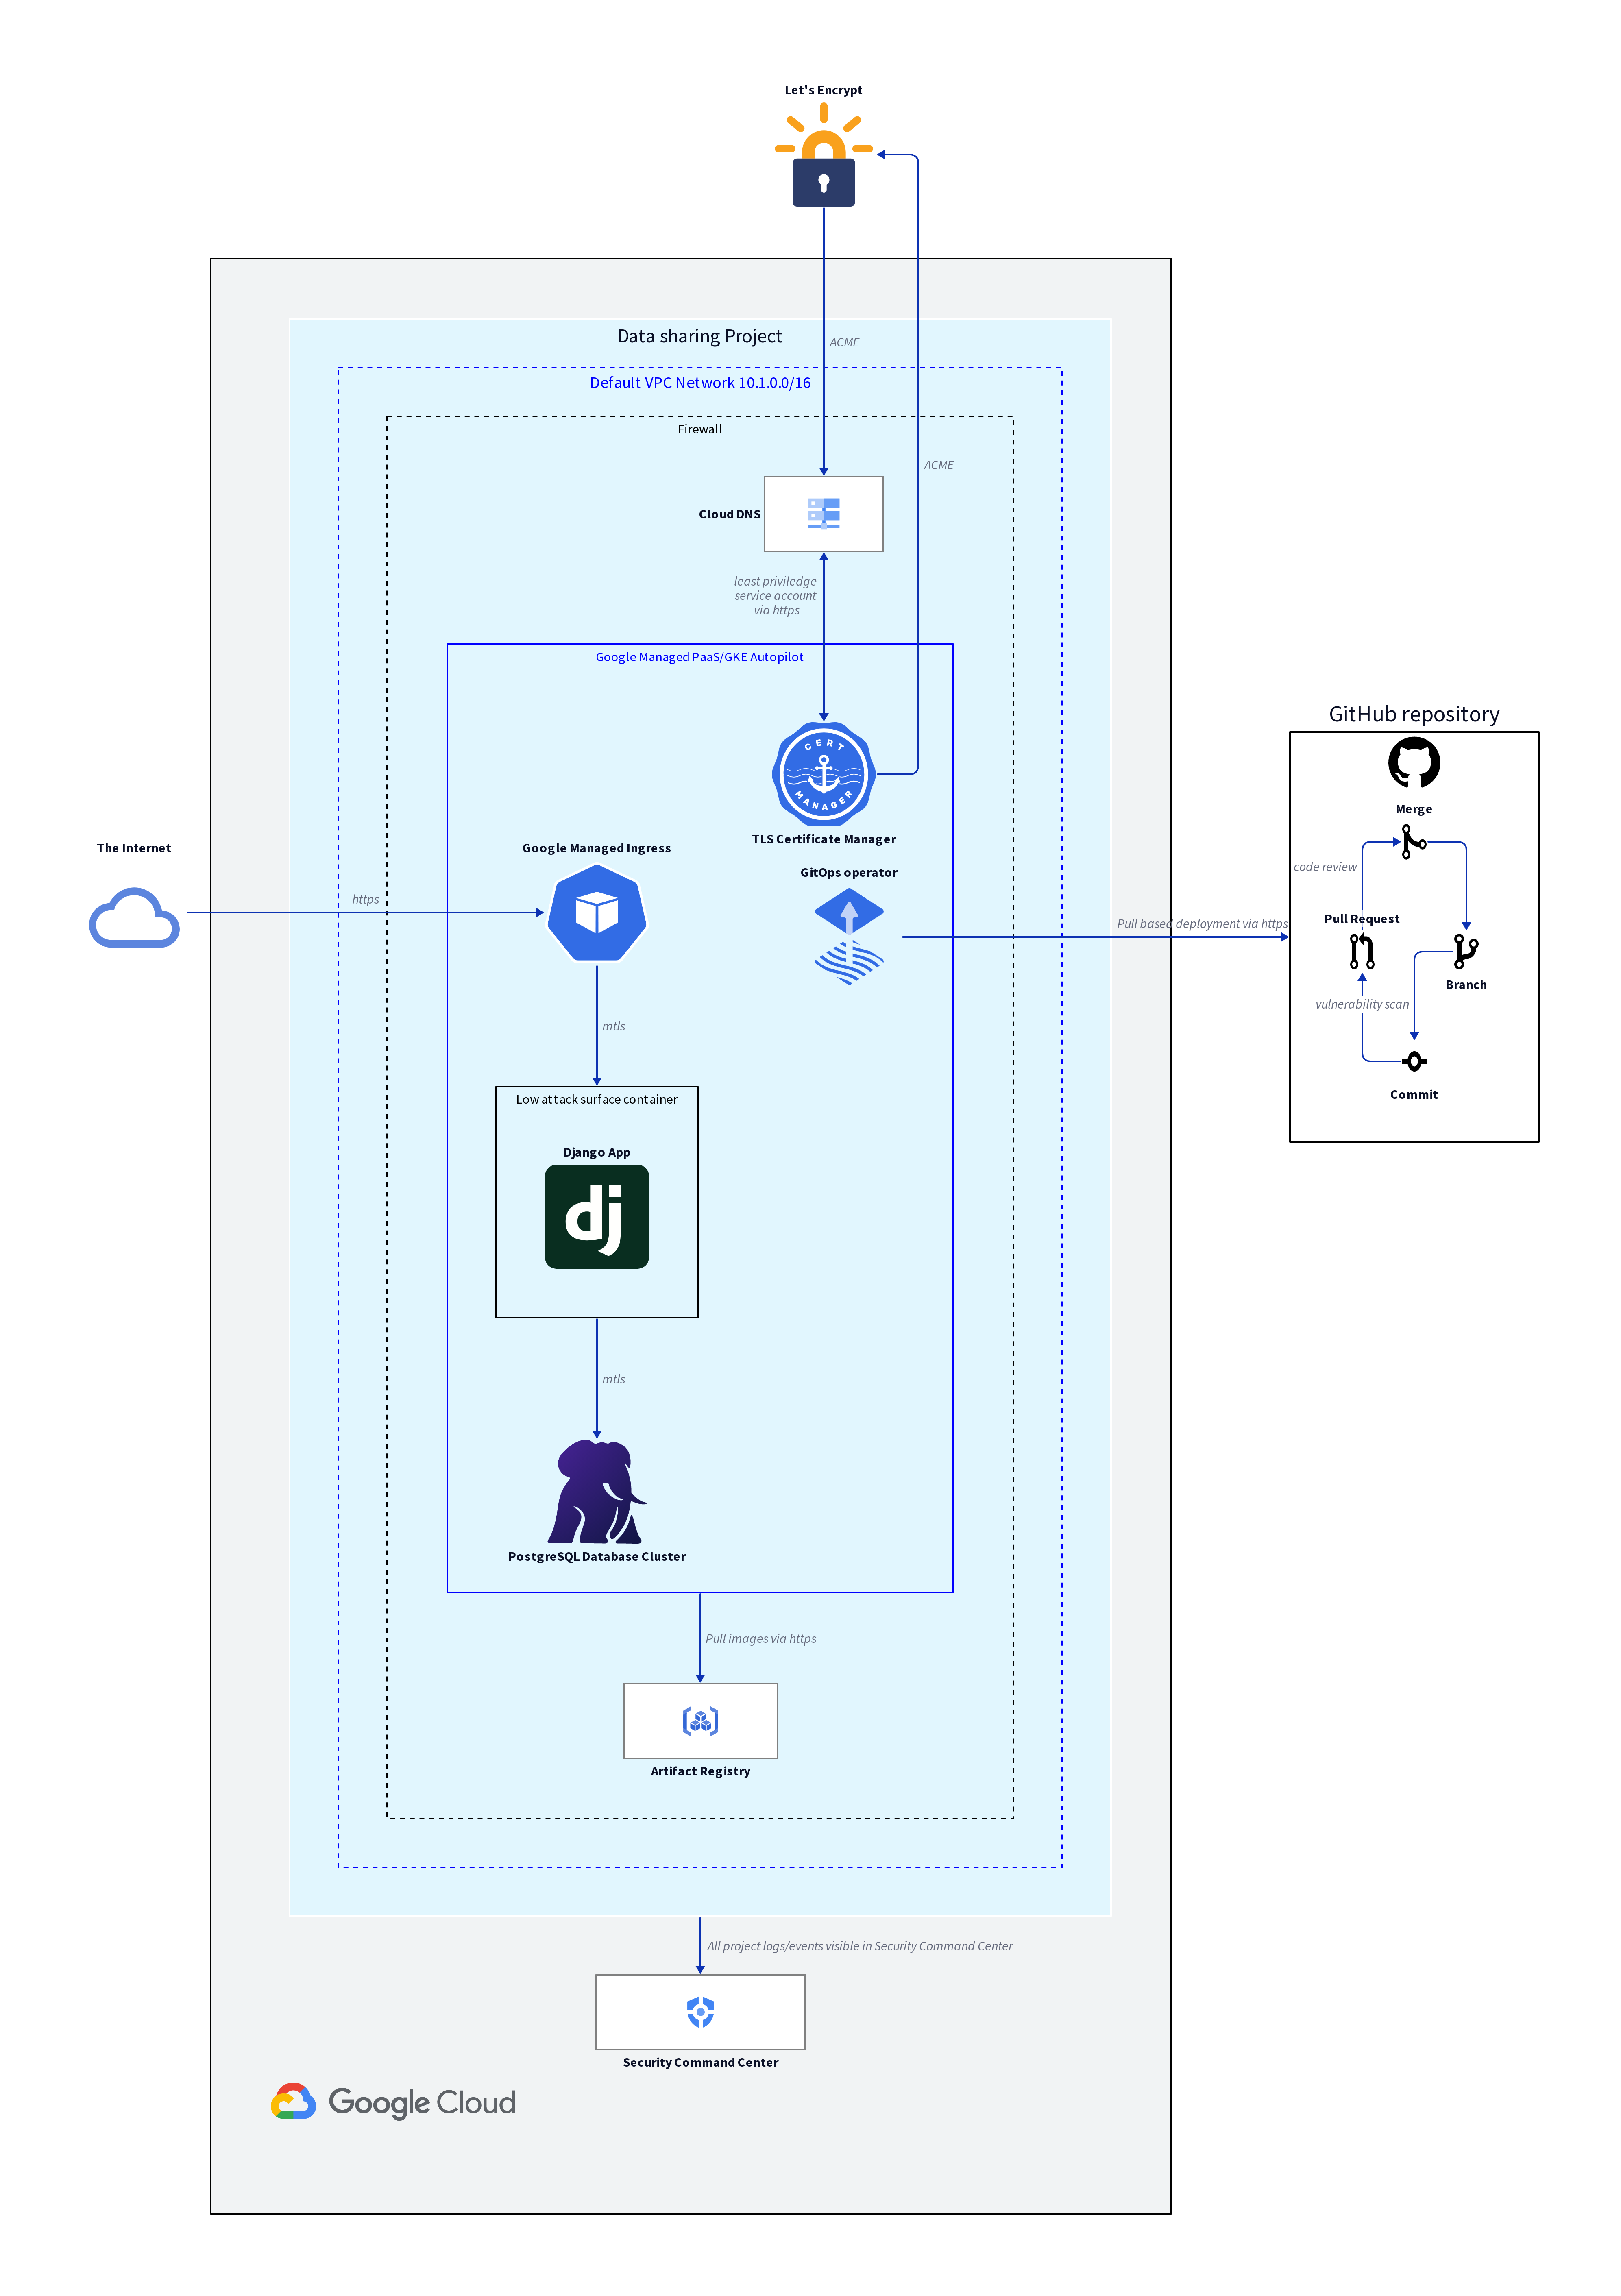 Let's Encrypt
Data sharing Project
ACME
Default VPC Network 10.1.0.0/16
Firewall
ACME
Cloud DNS
least priviledge
service account
via https
Google Managed PaaS/GKE Autopilot
CERT
MANAGER
TLS Certificate Manager
GitHub repository
Merge
The Internet
Google Managed Ingress
GitOps operator
code review
https
Pull based deployment via https
Pull Request
Branch
vulnerability scan
mtls
Commit
Low attack surface container
Django App
dj
mtls
PostgreSQL Database Cluster
Pull images via https
Artifact Registry
All project logs/events visible in Security Command Center
Security Command Center
Google Cloud